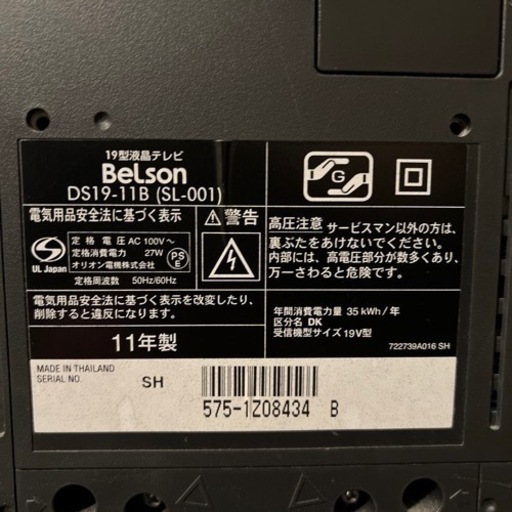 19型液晶テレビ
Belson
DS19-11B (SL-001)
電気用品安全法に基づく表示
定格電圧 AC 100V～
定格消費電力 27W
オリオン電機株式会社
定格周波数 50Hz/60Hz
UL Japan
PS
E
電気用品安全法に基づく表示を改変したり、
削除すると違反になります。
11年製
警告
G
高圧注意 サービスマン以外の方は、
裏ぶたをあけないでください。
内部には、高電圧部分が数多くあり、
万一さわると危険です。
年間消費電力量 35 kWh/年
区分名 DK
受信機型サイズ 19V型
722739A016 SH
MADE IN THAILAND
SERIAL NO.
SH
575-1Z08434 B